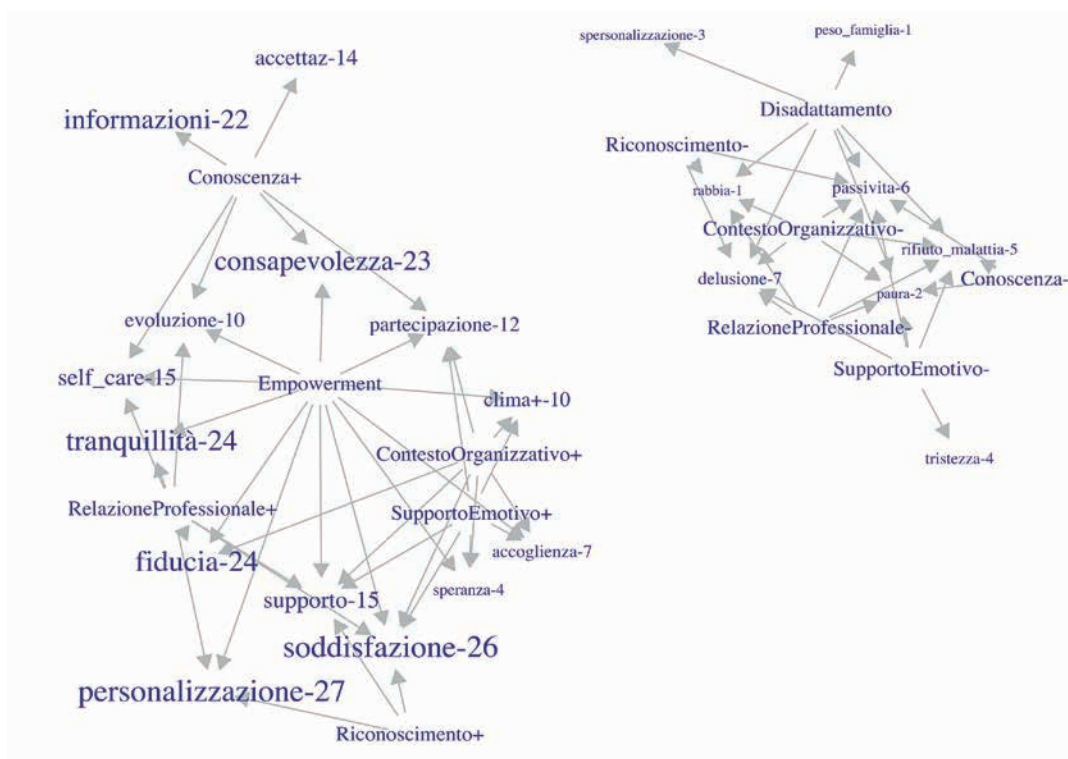 spersonalizzazione-3
peso_famiglia-1
accettaz-14
informazioni-22
Disadattamento
Riconoscimento-
Conoscenza+
rabbia-1
passivita-6
ContestoOrganizzativo-
rifiuto_malattia-5
consapevolezza-23
delusione-7
Conoscenza-
paura-2
evoluzione-10
partecipazione-12
RelazioneProfessionale-
self_care-15
Empowerment
SupportoEmotivo-
clima+-10
tranquillità-24
ContestoOrganizzativo+
tristezza-4
RelazioneProfessionale+
SupportoEmotivo+
accoglienza-7
fiducia-24
speranza-4
supporto-15
soddisfazione-26
personalizzazione-27
Riconoscimento+